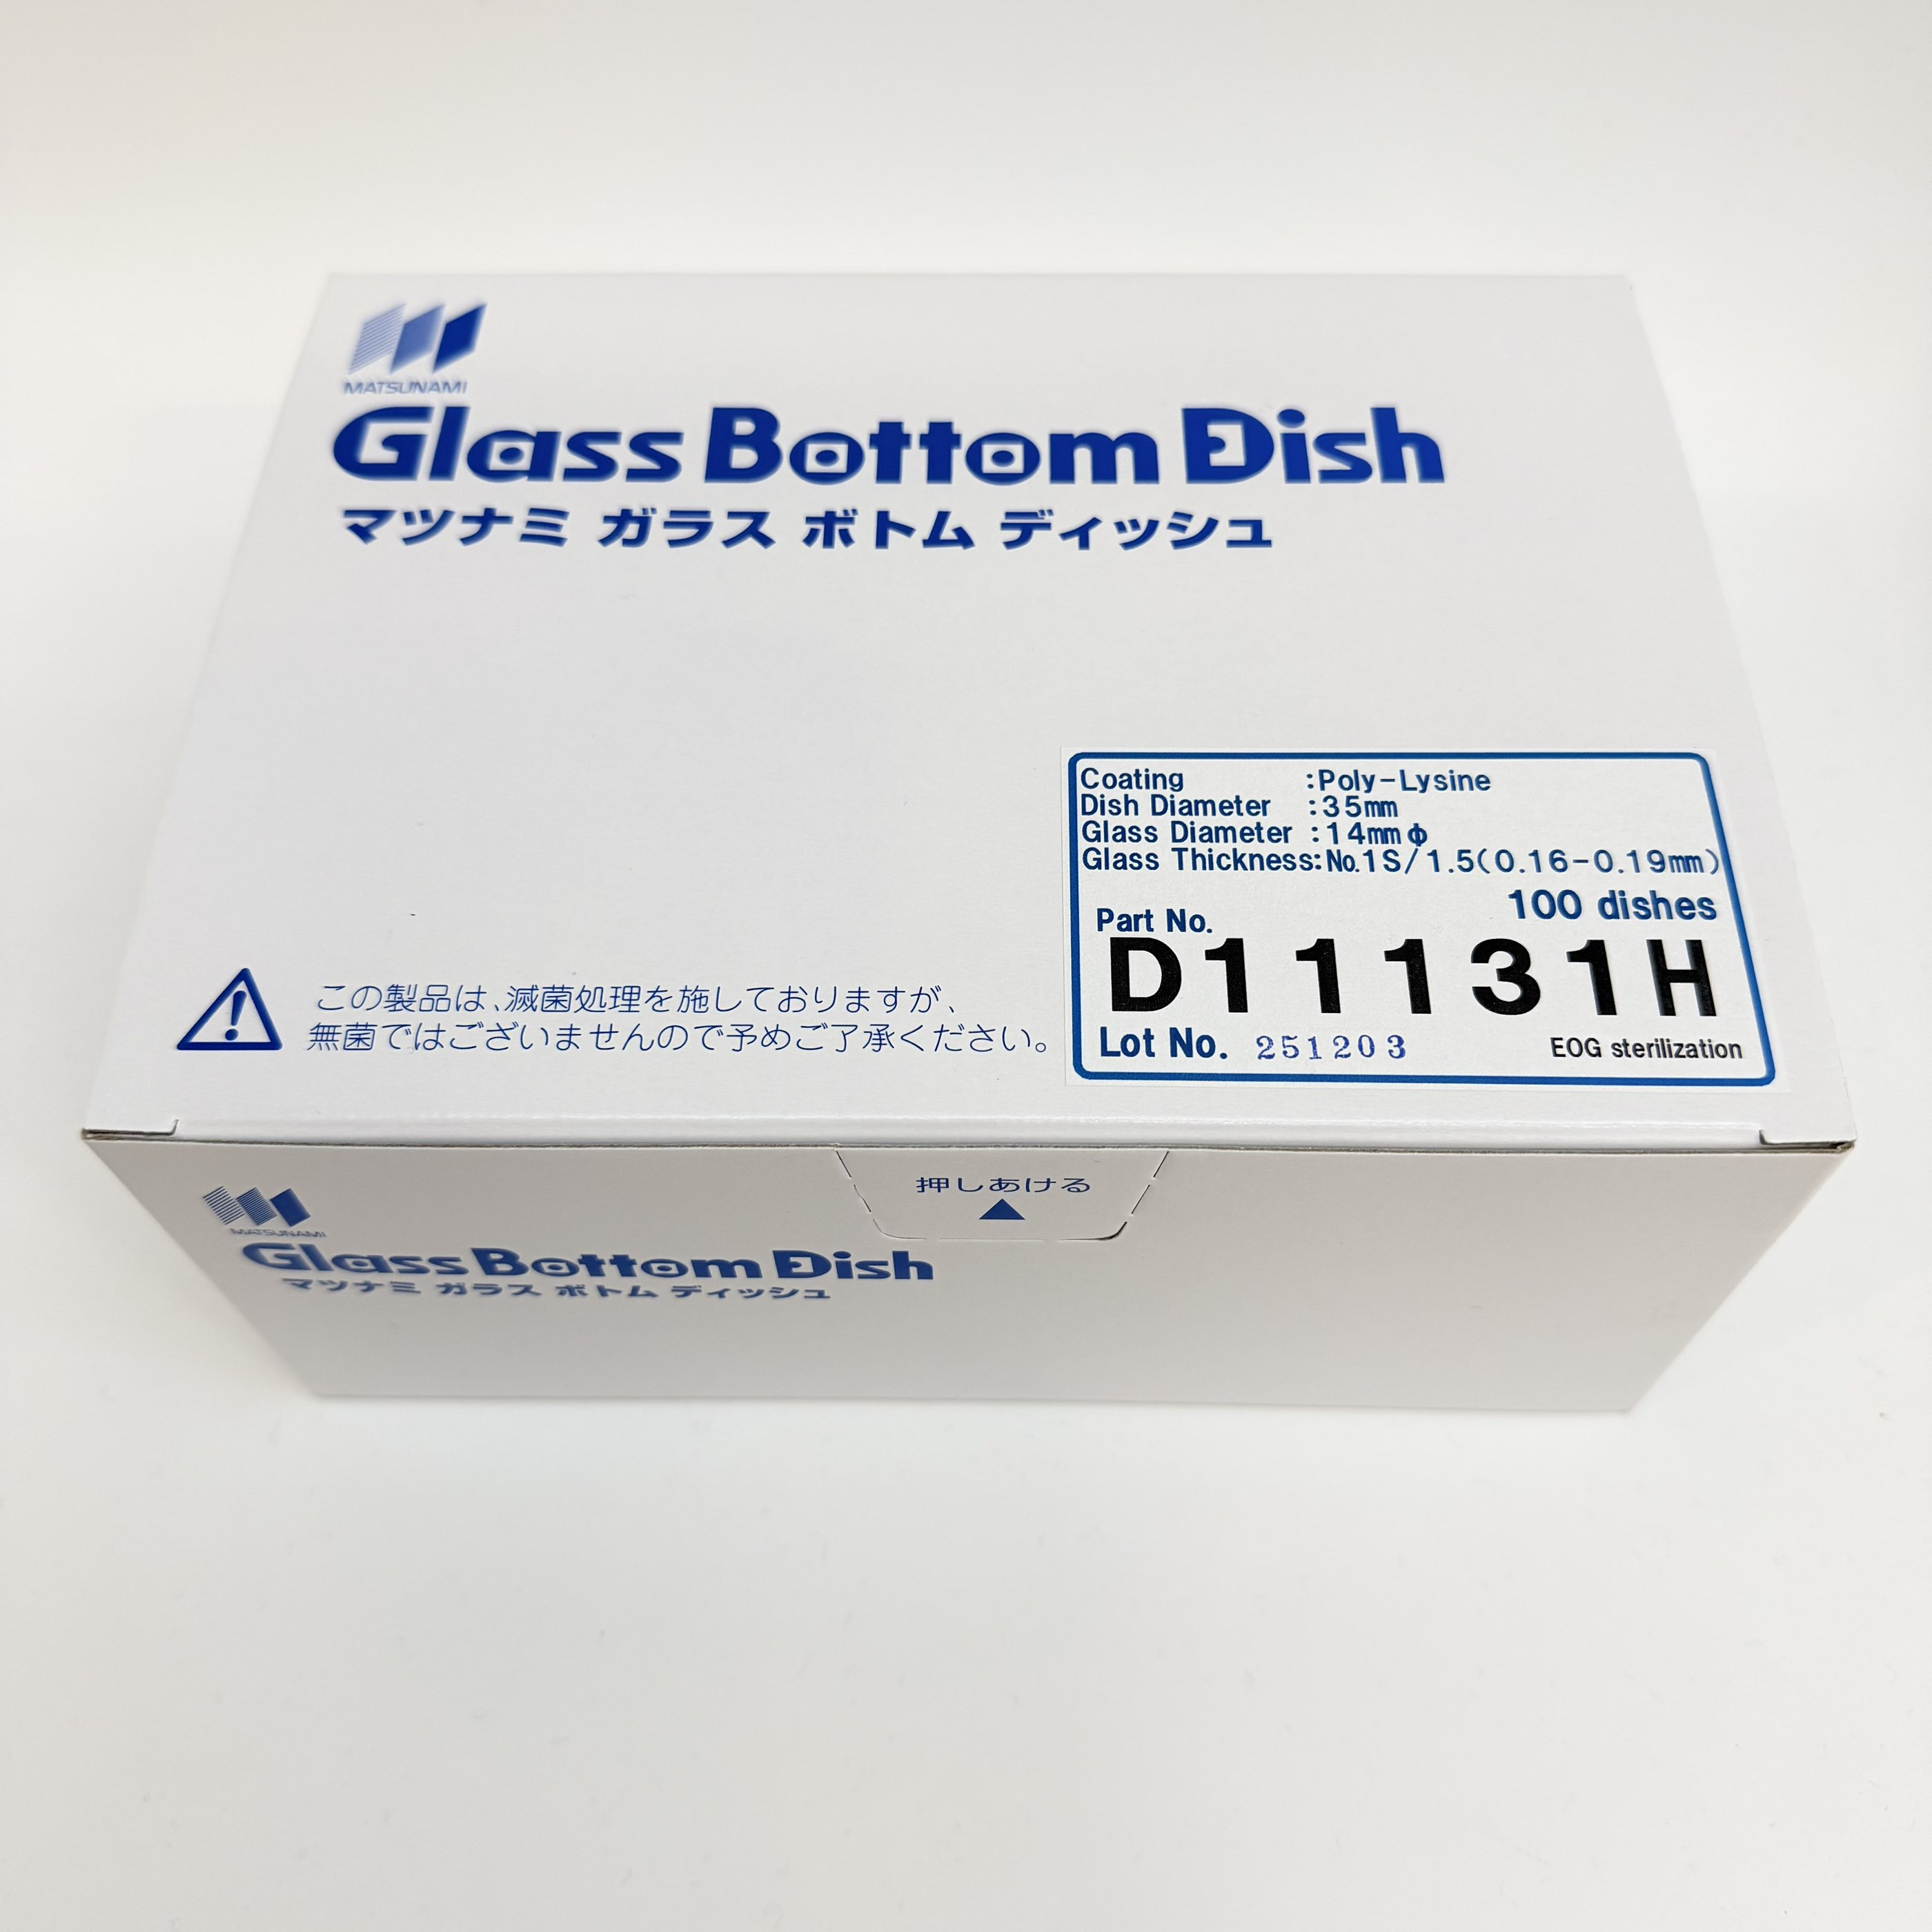 MATSUNAMI
Glass Bottom Dish
マツナミ ガラス ボトム ディッシュ
Coating :Poly-Lysine
Dish Diameter :35mm
Glass Diameter :14mmφ
Glass Thickness:No.1S/1.5(0.16-0.19mm)
100 dishes
Part No.
D11131H
Lot No. 251203
EOG sterilization
この製品は、滅菌処理を施しておりますが、
無菌ではございませんので予めご了承ください。
押しあける
MATSUNAMI
Glass Bottom Dish
マツナミ ガラス ボトム ディッシュ